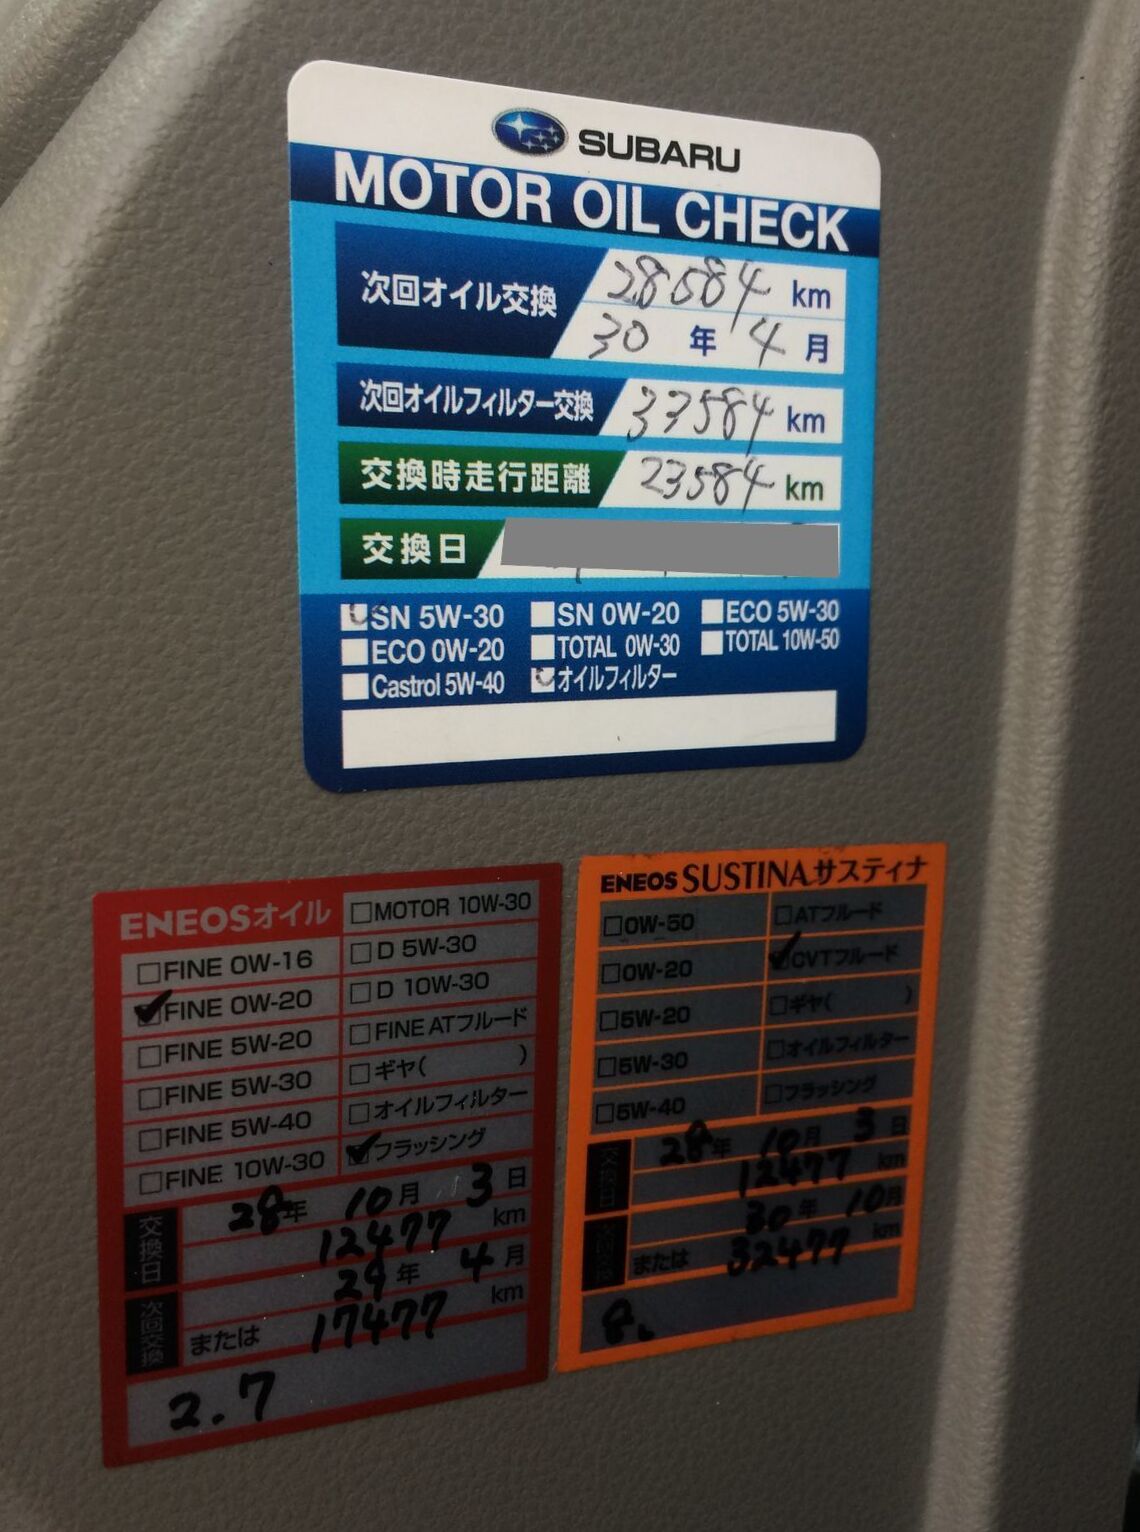 SUBARU
MOTOR OIL CHECK
次回オイル交換 28584 km
30 年 4 月
次回オイルフィルター交換 33584 km
交換時走行距離 23584 km
交換日
SN 5W-30 SN 0W-20 ECO 5W-30
ECO 0W-20 TOTAL 0W-30 TOTAL 10W-50
Castrol 5W-40 オイルフィルター
ENEOSオイル
FINE 0W-16
FINE 0W-20
FINE 5W-20
FINE 5W-30
FINE 5W-40
FINE 10W-30
MOTOR 10W-30
D 5W-30
D 10W-30
FINE ATフルード
ギヤ( )
オイルフィルター
フラッシング
交換日 28年 10月 3日
12477 km
次回交換 29年 4月
または 17477 km
2.7
ENEOS SUSTINA サスティナ
0W-50
0W-20
5W-20
5W-30
5W-40
ATフルード
CVTフルード
ギヤ( )
オイルフィルター
フラッシング
交換日 28年 10月 3日
12477 km
次回交換 30年 10月
または 32477 km
8L